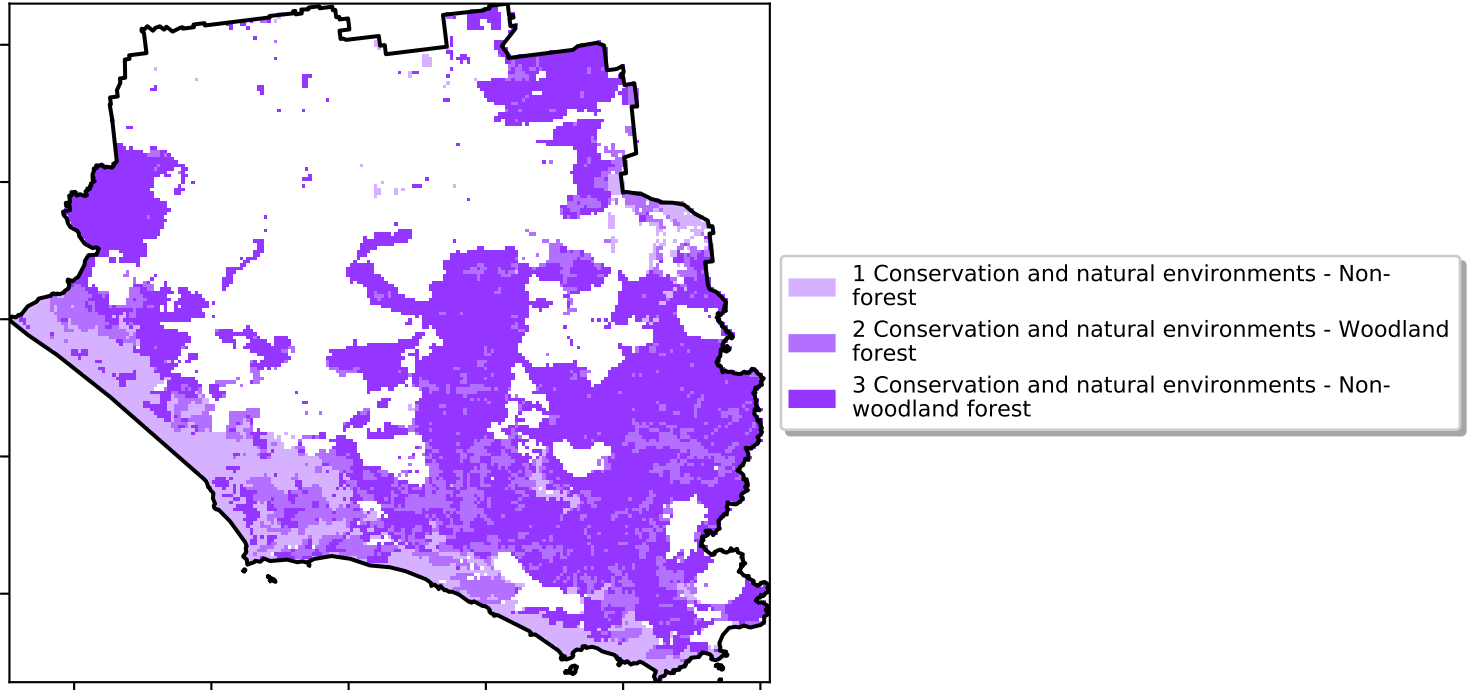 1 Conservation and natural environments - Non-
forest
2 Conservation and natural environments - Woodland
forest
3 Conservation and natural environments - Non-
woodland forest